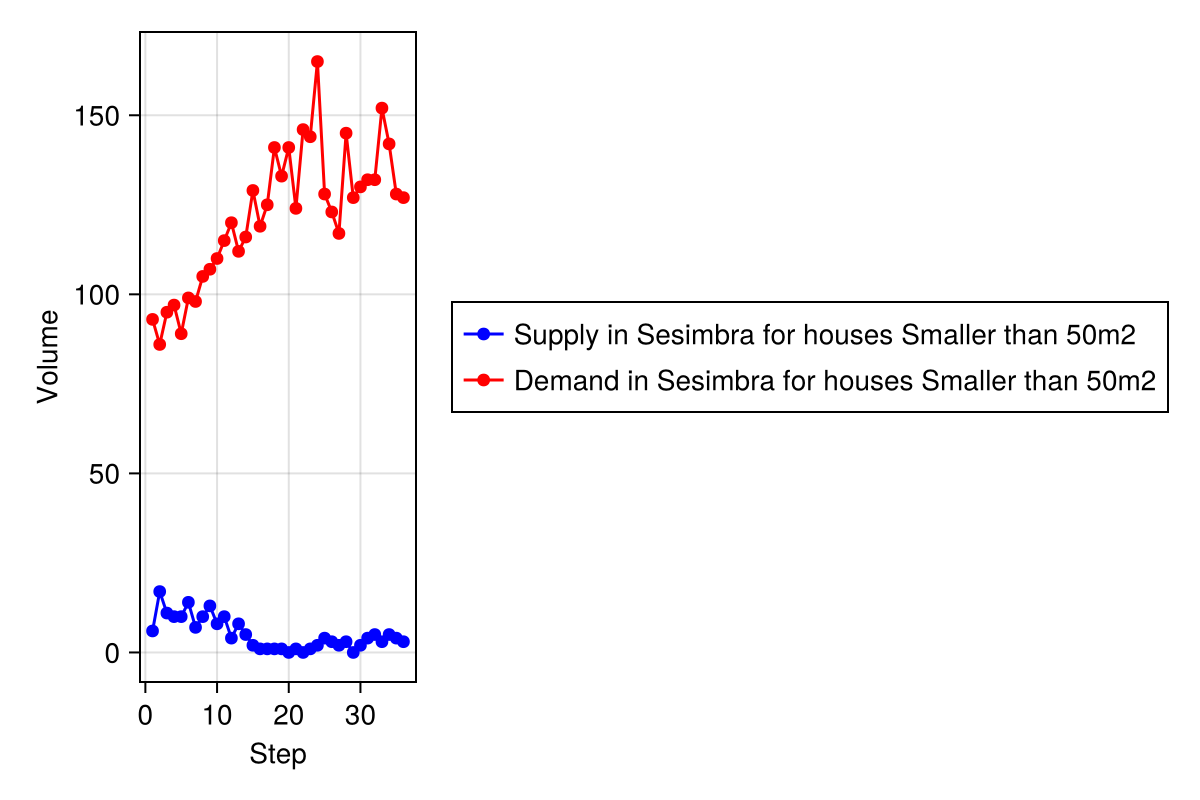 Volume
150
100
50
0
0 10 20 30
Step
Supply in Sesimbra for houses Smaller than 50m2
Demand in Sesimbra for houses Smaller than 50m2